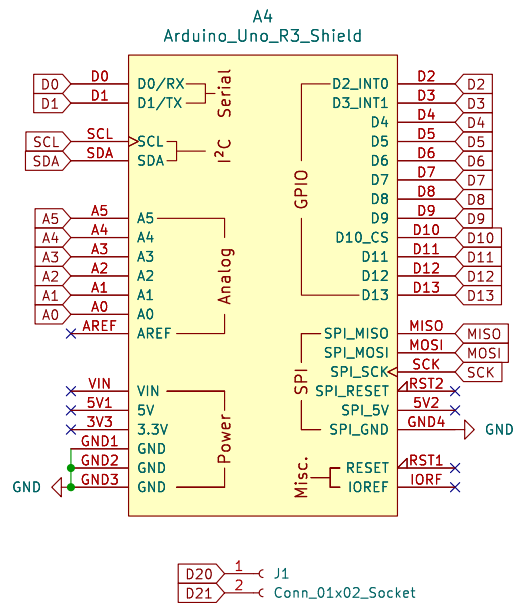 A4
Arduino_Uno_R3_Shield
D0 D0 D0/RX Serial D2_INT0 D2 D2
D1 D1 D1/TX D3_INT1 D3 D3
D4 D4 D4
SCL SCL SCL I²C D5 D5 D5
SDA SDA SDA D6 D6 D6
GPIO D7 D7 D7
D8 D8 D8
A5 A5 A5 D9 D9 D9
A4 A4 A4 D10_CS D10 D10
A3 A3 A3 Analog D11 D11 D11
A2 A2 A2 D12 D12 D12
A1 A1 A1 D13 D13 D13
A0 A0 A0
AREF AREF SPI_MISO MISO MISO
SPI_MOSI MOSI MOSI
SPI SPI_SCK SCK SCK
VIN VIN SPI_RESET RST2
5V1 5V SPI_5V 5V2
3V3 3.3V Power SPI_GND GND4 GND
GND1 GND
GND2 GND Misc. RESET RST1
GND GND3 GND IOREF IORF
D20 1 J1
D21 2 Conn_01x02_Socket